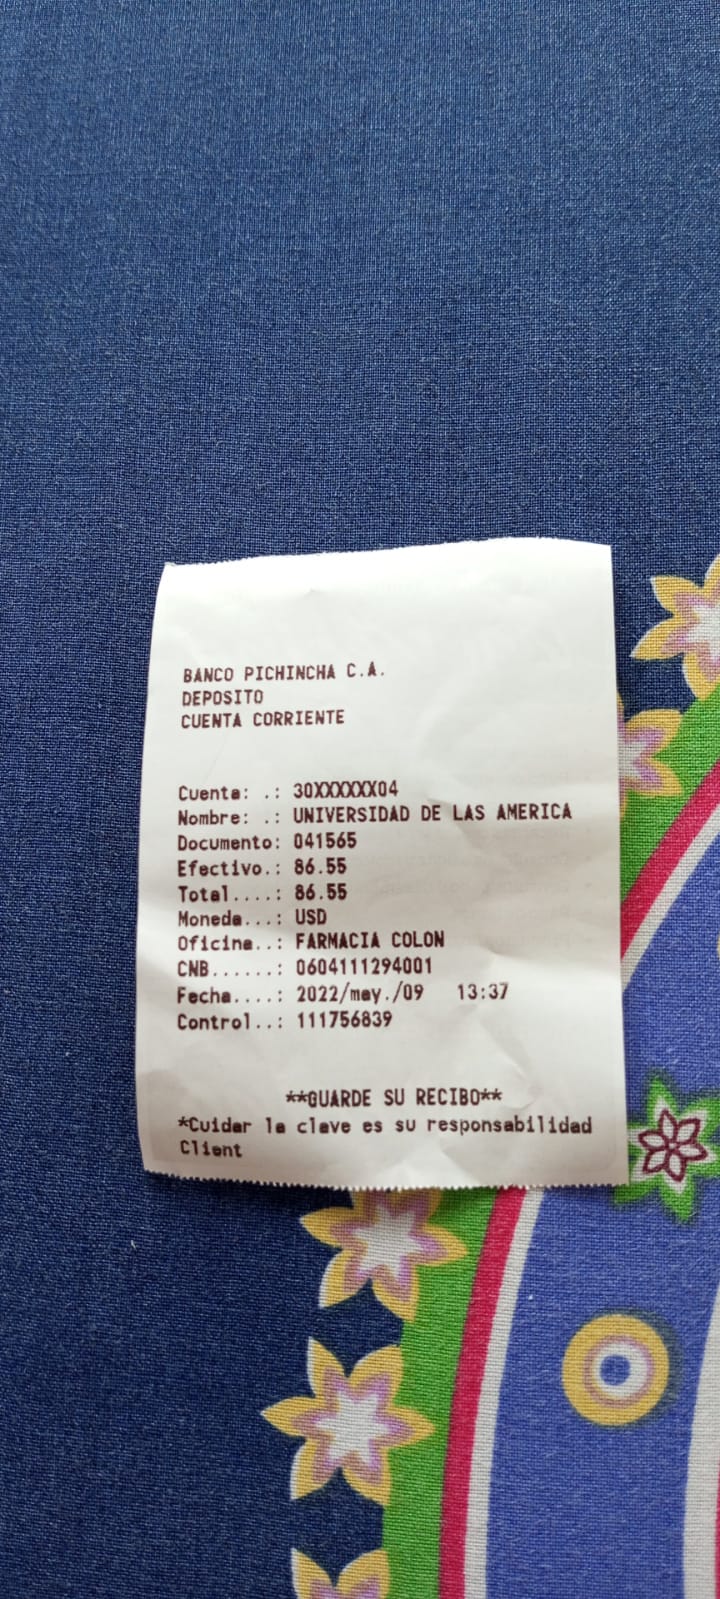 BANCO PICHINCHA C.A.
DEPOSITO
CUENTA CORRIENTE
Cuenta: .: 30XXXXXX04
Nombre: .: UNIVERSIDAD DE LAS AMERICA
Documento: 041565
Efectivo.: 86.55
Total....: 86.55
Moneda...: USD
Oficina..: FARMACIA COLON
CNB......: 0604111294001
Fecha....: 2022/may./09 13:37
Control..: 111756839
**GUARDE SU RECIBO**
*Cuidar la clave es su responsabilidad
Client